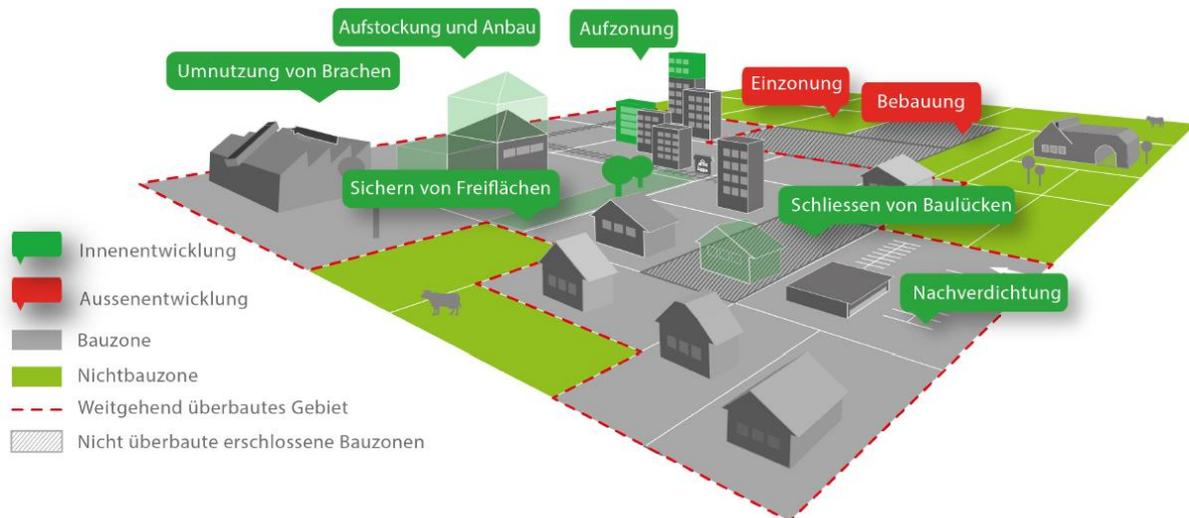 Aufstockung und Anbau
Aufzonung
Umnutzung von Brachen
Einzonung
Bebauung
Sichern von Freiflächen
Schliessen von Baulücken
Nachverdichtung
Innenentwicklung
Aussenentwicklung
Bauzone
Nichtbauzone
Weitgehend überbautes Gebiet
Nicht überbaute erschlossene Bauzonen